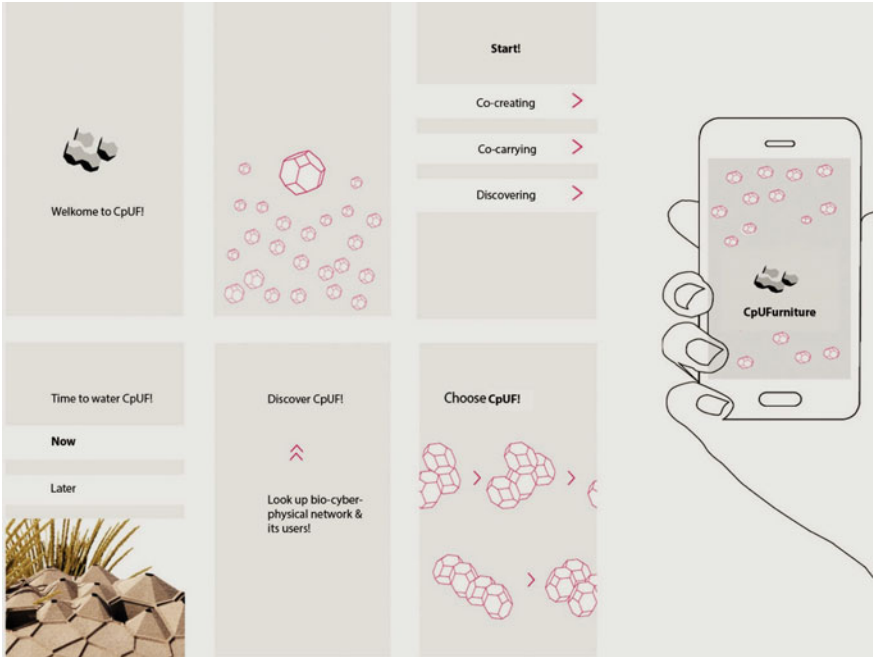 Welkome to CpUF!
Start!
Co-creating
Co-carrying
Discovering
CpUFurniture
Time to water CpUF!
Now
Later
Discover CpUF!
Look up bio-cyber-
physical network &
its users!
Choose CpUF!